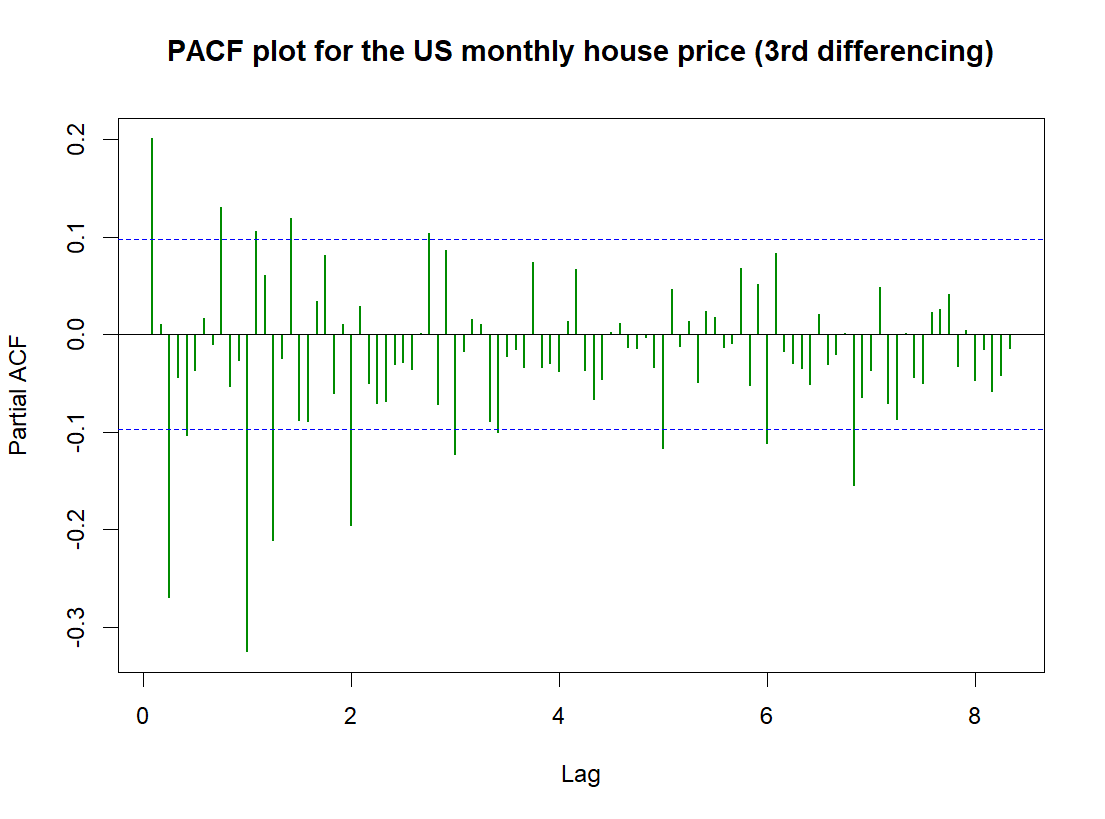 PACF plot for the US monthly house price (3rd differencing)
0.2
0.1
0.0
-0.1
-0.2
-0.3
Partial ACF
0 2 4 6 8
Lag